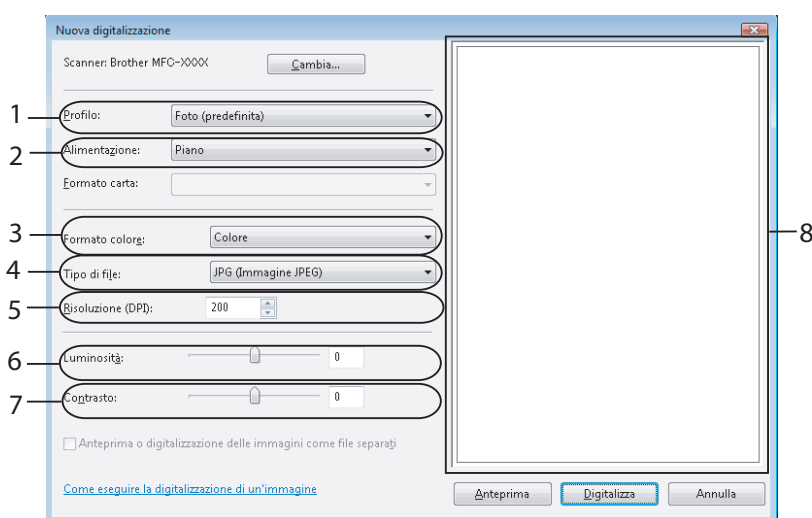 Nuova digitalizzazione
Scanner: Brother MFC-XXXX
Cambia...
1
Profilo:
Foto (predefinita)
2
Alimentazione:
Piano
Formato carta:
3
Formato colore:
Colore
4
Tipo di file:
JPG (Immagine JPEG)
5
Risoluzione (DPI):
200
6
Luminosità:
0
7
Contrasto:
0
8
Anteprima o digitalizzazione delle immagini come file separati
Come eseguire la digitalizzazione di un'immagine
Anteprima
Digitalizza
Annulla